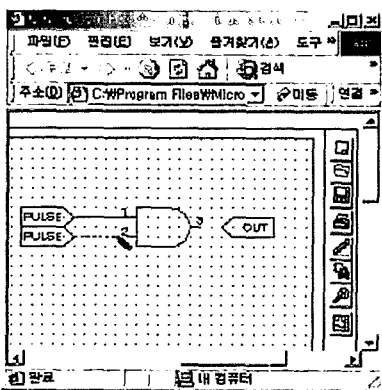 파일(F) 편집(E) 보기(V) 즐겨찾기(A) 도구 »
검색 »
주소(D) C:₩Program Files₩Micro 이동 연결 »
PULSE 1 3 OUT
PULSE 2
완료 내 컴퓨터